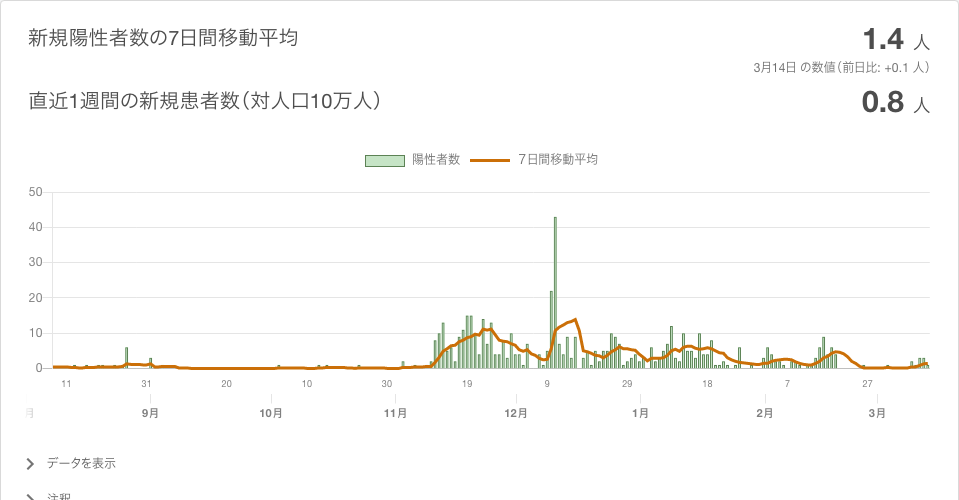 新規陽性者数の7日間移動平均
1.4 人
3月14日 の数値（前日比: +0.1 人）
直近1週間の新規患者数（対人口10万人）
0.8 人
陽性者数 7日間移動平均
50
40
30
20
10
0
11 31 20 10 30 19 9 29 18 7 27
月 9月 10月 11月 12月 1月 2月 3月
データを表示
注釈